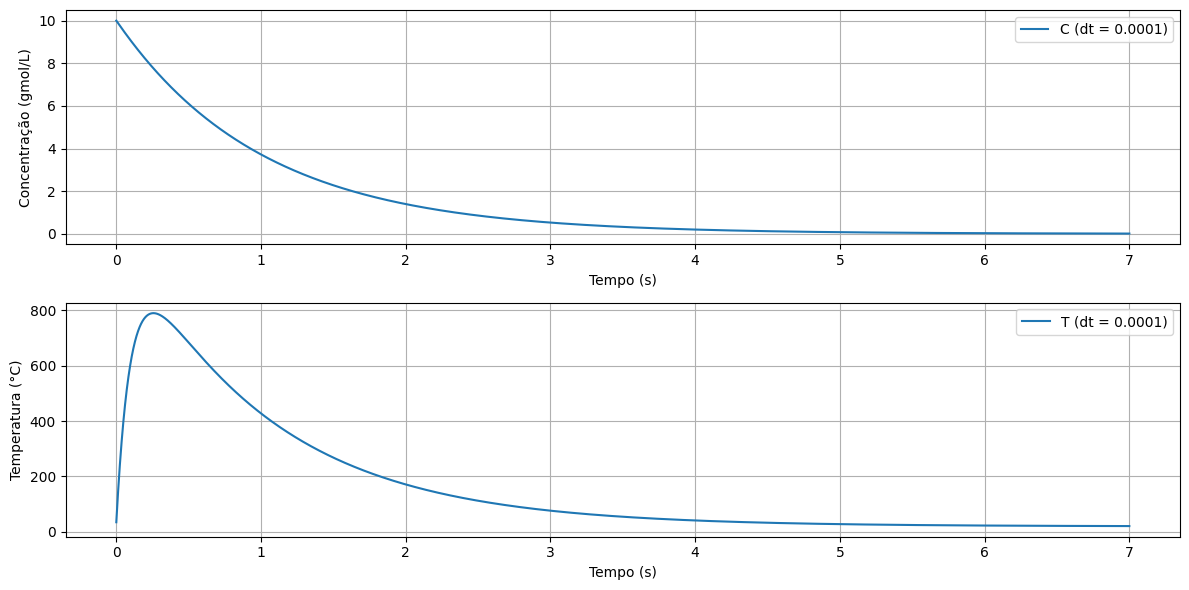 10
8
6
4
2
0
Concentração (gmol/L)
C (dt = 0.0001)
0 1 2 3 4 5 6 7
Tempo (s)
800
600
400
200
0
Temperatura (°C)
T (dt = 0.0001)
0 1 2 3 4 5 6 7
Tempo (s)